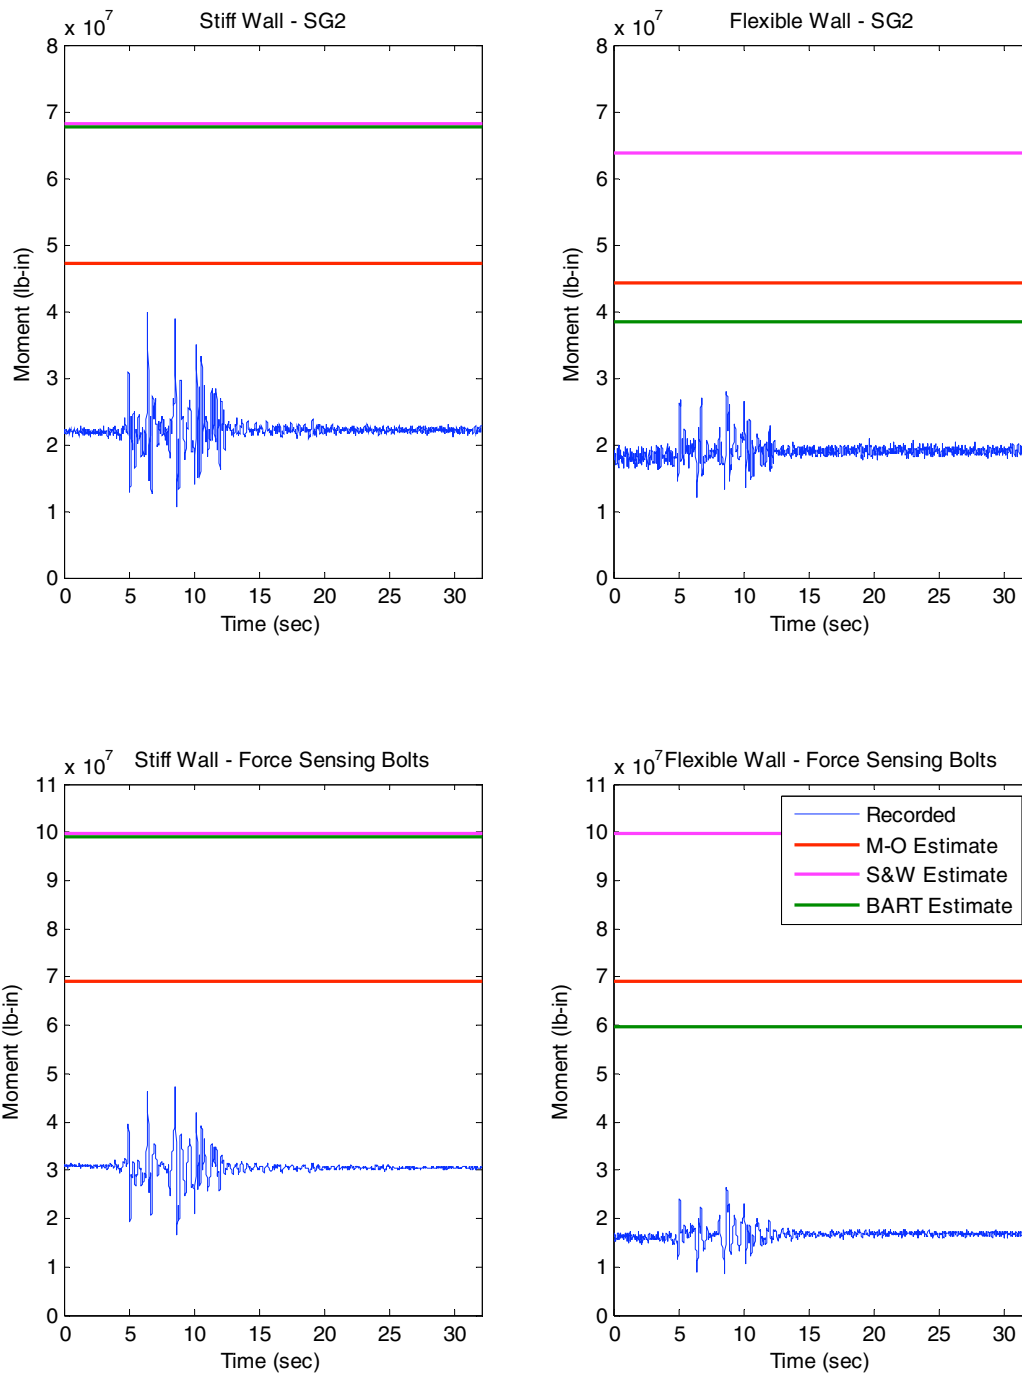 Stiff Wall - SG2
x 10^7
8
7
6
5
4
3
2
1
0
Moment (lb-in)
0 5 10 15 20 25 30
Time (sec)
Flexible Wall - SG2
x 10^7
8
7
6
5
4
3
2
1
0
Moment (lb-in)
0 5 10 15 20 25 30
Time (sec)
Stiff Wall - Force Sensing Bolts
x 10^7
11
10
9
8
7
6
5
4
3
2
1
0
Moment (lb-in)
0 5 10 15 20 25 30
Time (sec)
x 10^7 Flexible Wall - Force Sensing Bolts
11
10
9
8
7
6
5
4
3
2
1
0
Moment (lb-in)
0 5 10 15 20 25 30
Time (sec)
Recorded
M-O Estimate
S&W Estimate
BART Estimate